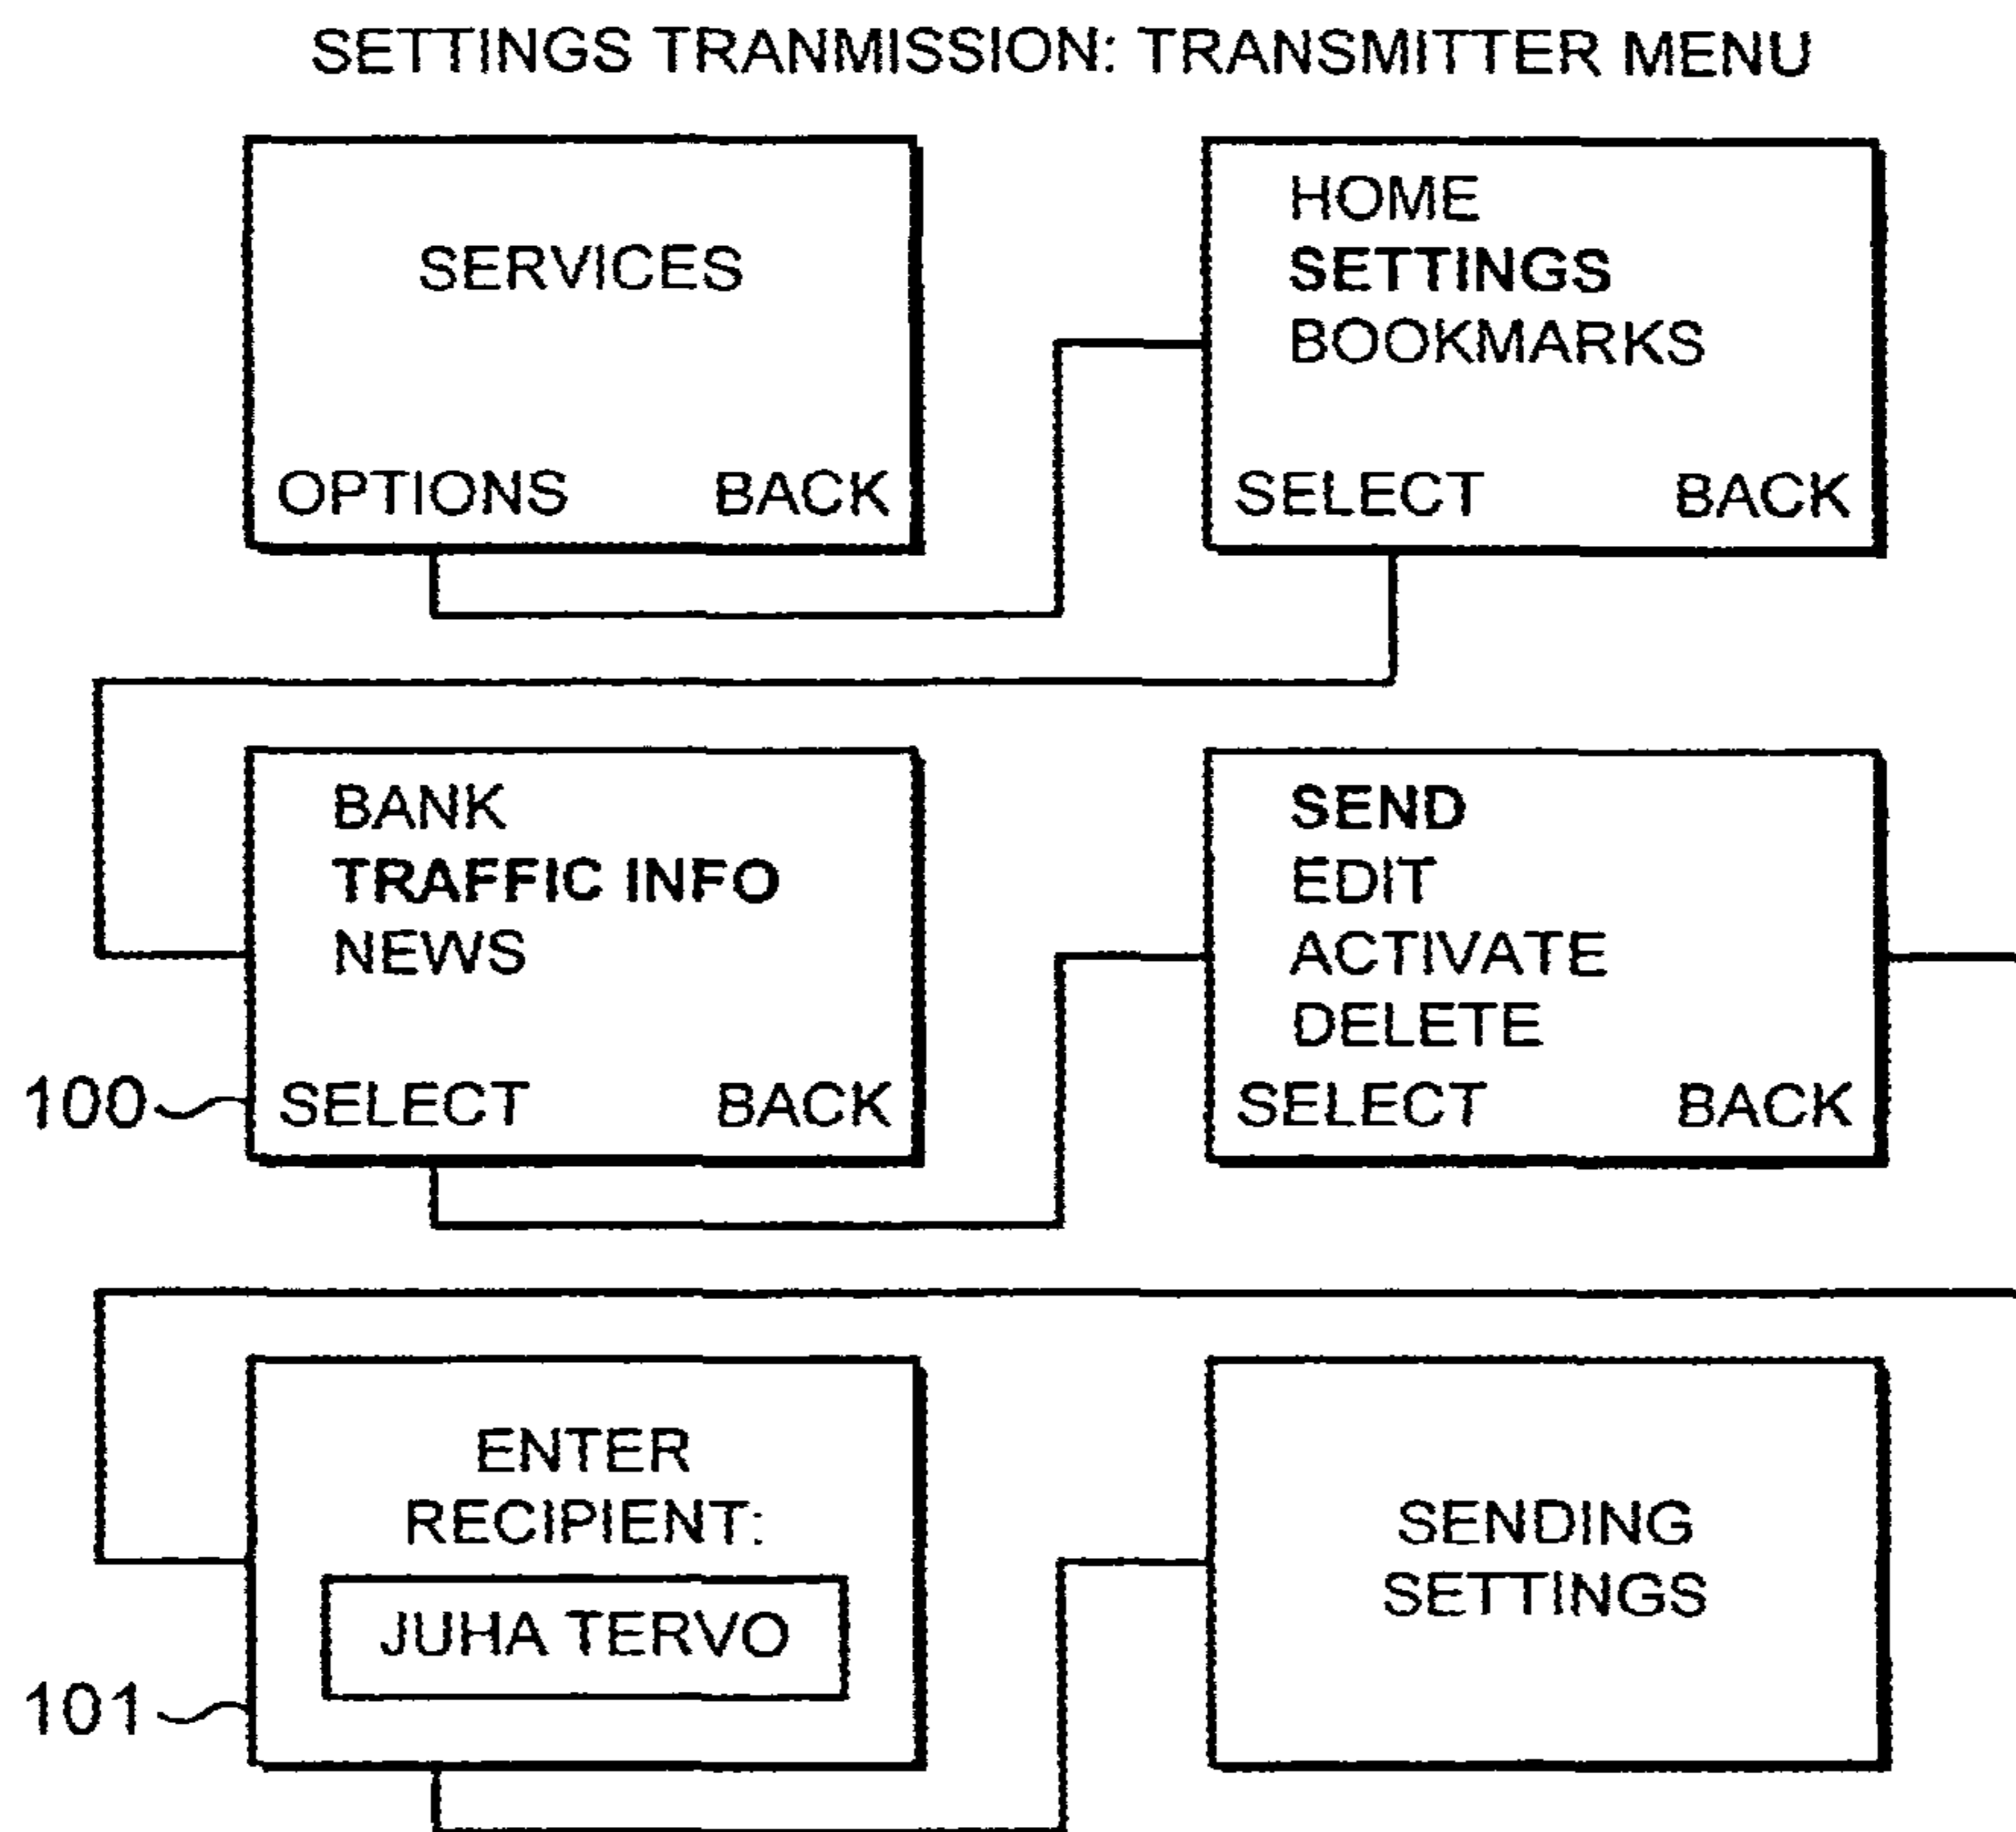 SETTINGS TRANMISSION: TRANSMITTER MENU
SERVICES
OPTIONS BACK
HOME
SETTINGS
BOOKMARKS
SELECT BACK
BANK
TRAFFIC INFO
NEWS
100 SELECT BACK
SEND
EDIT
ACTIVATE
DELETE
SELECT BACK
ENTER
RECIPIENT:
JUHA TERVO
101
SENDING
SETTINGS